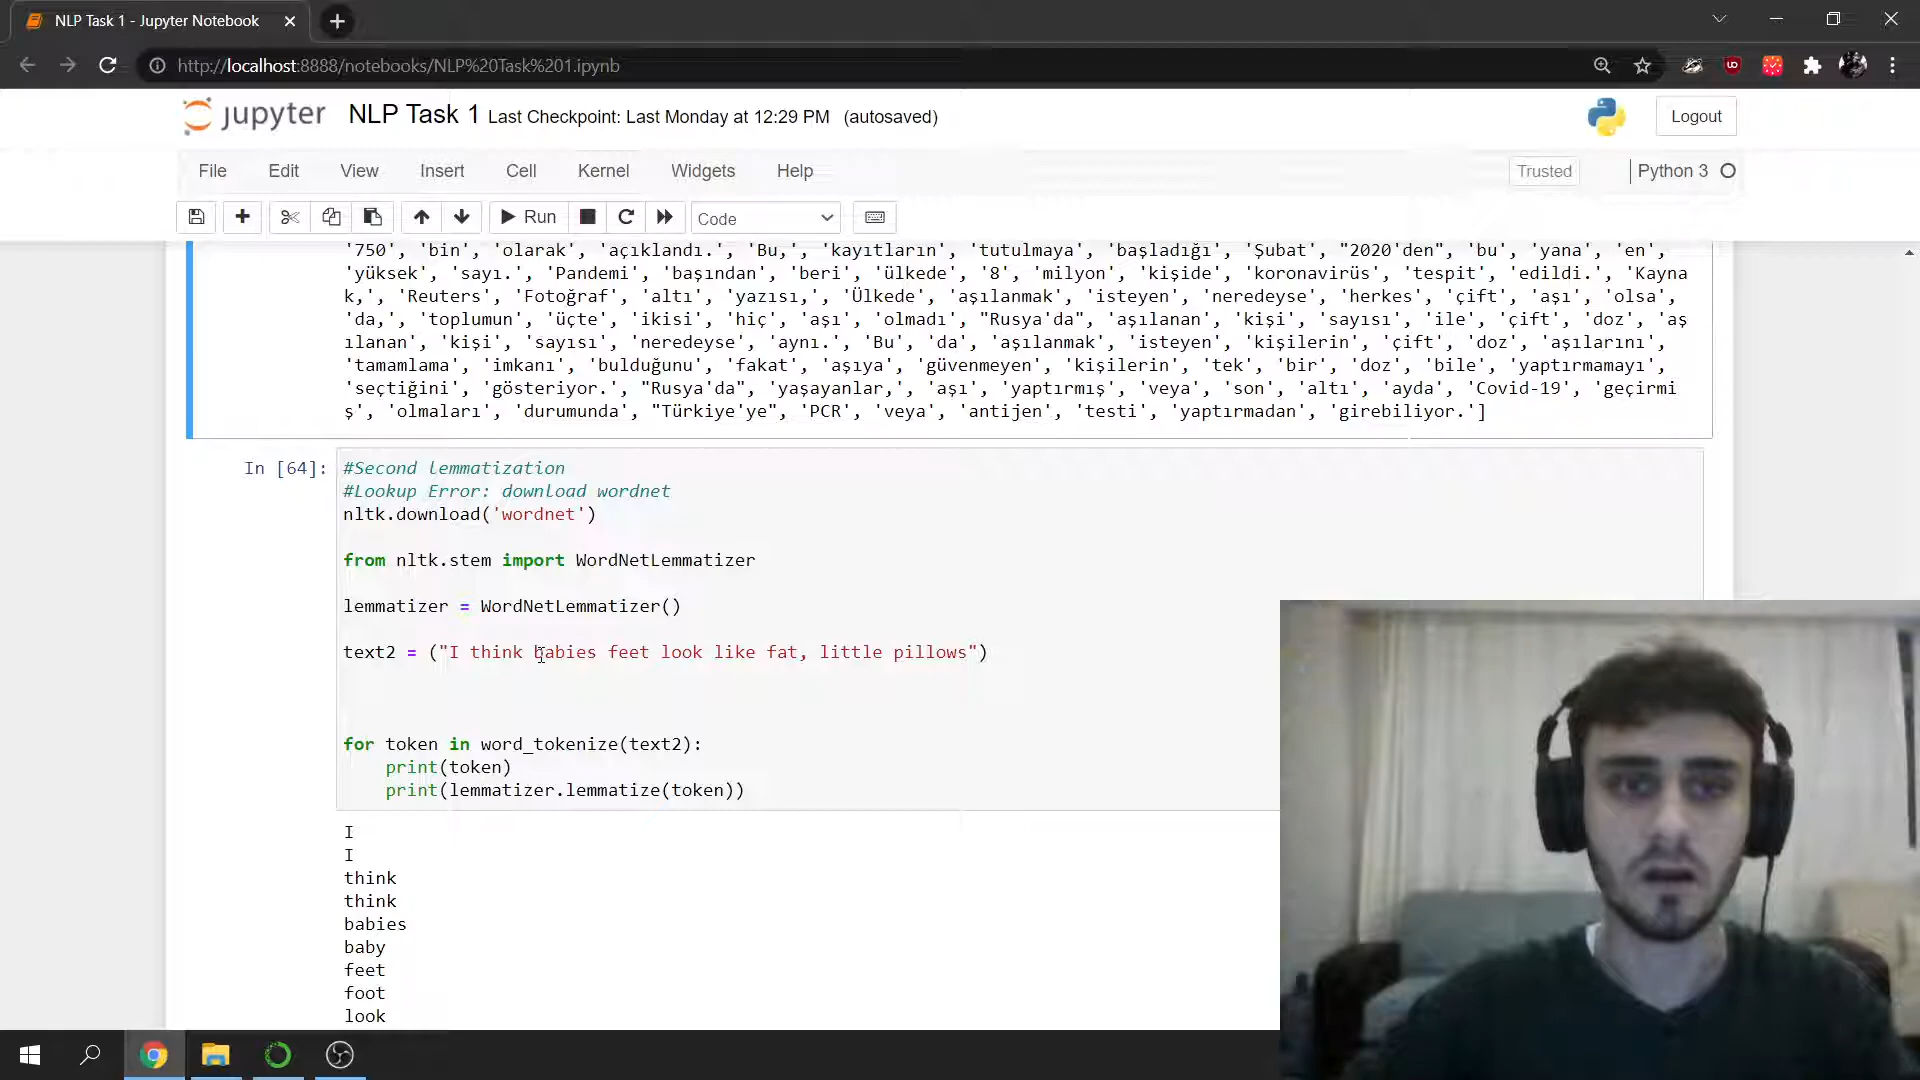 NLP Task 1 - Jupyter Notebook
http://localhost:8888/notebooks/NLP%20Task%201.ipynb
jupyter NLP Task 1 Last Checkpoint: Last Monday at 12:29 PM (autosaved)
Logout
File Edit View Insert Cell Kernel Widgets Help
Trusted Python 3
Run Code
'750', 'bin', 'olarak', 'açıklandı.', 'Bu,', 'kayıtların', 'tutulmaya', 'başladığı', 'Şubat', "2020'den", 'bu', 'yana', 'en',
'yüksek', 'sayı.', 'Pandemi', 'başından', 'beri', 'ülkede', '8', 'milyon', 'kişide', 'koronavirüs', 'tespit', 'edildi.', 'Kayna
k,', 'Reuters', 'Fotoğraf', 'altı', 'yazısı,', 'Ülkede', 'aşılanmak', 'isteyen', 'neredeyse', 'herkes', 'çift', 'aşı', 'olsa',
'da,', 'toplumun', 'üçte', 'ikisi', 'hiç', 'aşı', 'olmadı', "Rusya'da", 'aşılanan', 'kişi', 'sayısı', 'ile', 'çift', 'doz', 'aş
ılanan', 'kişi', 'sayısı', 'neredeyse', 'aynı.', 'Bu', 'da', 'aşılanmak', 'isteyen', 'kişilerin', 'çift', 'doz', 'aşılarını',
'tamamlama', 'imkanı', 'bulduğunu', 'fakat', 'aşıya', 'güvenmeyen', 'kişilerin', 'tek', 'bir', 'doz', 'bile', 'yaptırmamayı',
'seçtiğini', 'gösteriyor.', "Rusya'da", 'yaşayanlar,', 'aşı', 'yaptırmış', 'veya', 'son', 'altı', 'ayda', 'Covid-19', 'geçirmi
ş', 'olmaları', 'durumunda', "Türkiye'ye", 'PCR', 'veya', 'antijen', 'testi', 'yaptırmadan', 'girebiliyor.']
In [64]: #Second lemmatization
#Lookup Error: download wordnet
nltk.download('wordnet')
from nltk.stem import WordNetLemmatizer
lemmatizer = WordNetLemmatizer()
text2 = ("I think babies feet look like fat, little pillows")
for token in word_tokenize(text2):
print(token)
print(lemmatizer.lemmatize(token))
I
I
think
think
babies
baby
feet
foot
look